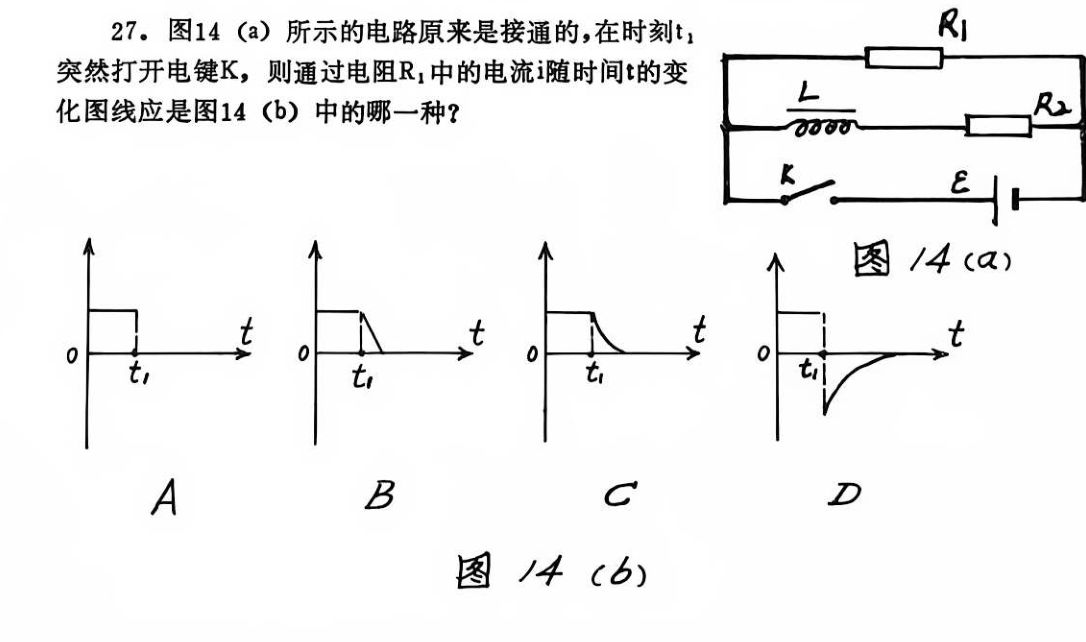 27。图14（a）所示的电路原来是接通的,在时刻t₁
突然打开电键K，则通过电阻R₁中的电流i随时间t的变
化图线应是图14（b）中的哪一种?
R₁
L
R₂
K
ε
图 14 (a)
0
t₁
t
0
t₁
t
0
t₁
t
0
t₁
t
A
B
C
D
图 14 (b)